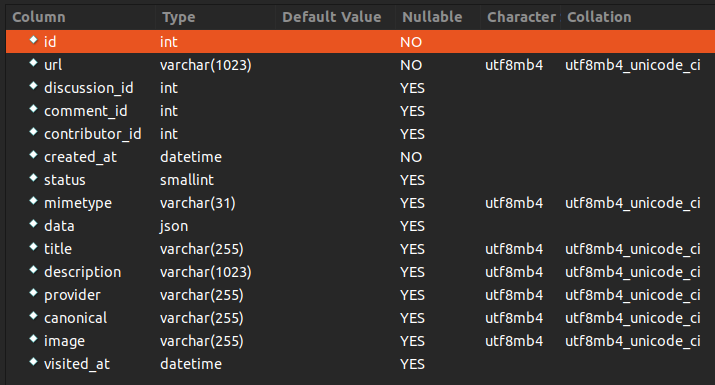 Column Type Default Value Nullable Character Collation
id int NO
url varchar(1023) NO utf8mb4 utf8mb4_unicode_ci
discussion_id int YES
comment_id int YES
contributor_id int YES
created_at datetime NO
status smallint YES
mimetype varchar(31) YES utf8mb4 utf8mb4_unicode_ci
data json YES
title varchar(255) YES utf8mb4 utf8mb4_unicode_ci
description varchar(1023) YES utf8mb4 utf8mb4_unicode_ci
provider varchar(255) YES utf8mb4 utf8mb4_unicode_ci
canonical varchar(255) YES utf8mb4 utf8mb4_unicode_ci
image varchar(255) YES utf8mb4 utf8mb4_unicode_ci
visited_at datetime YES